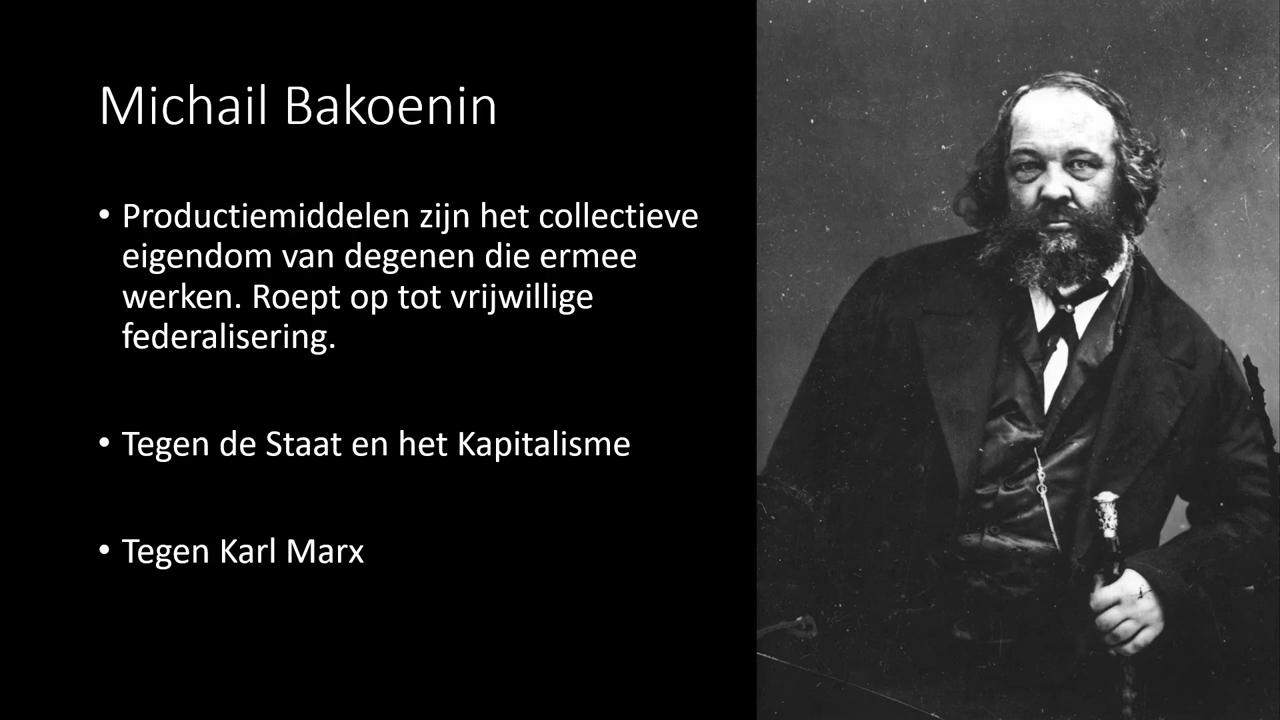 Michail Bakoenin
• Productiemiddelen zijn het collectieve
eigendom van degenen die ermee
werken. Roept op tot vrijwillige
federalisering.
• Tegen de Staat en het Kapitalisme
• Tegen Karl Marx